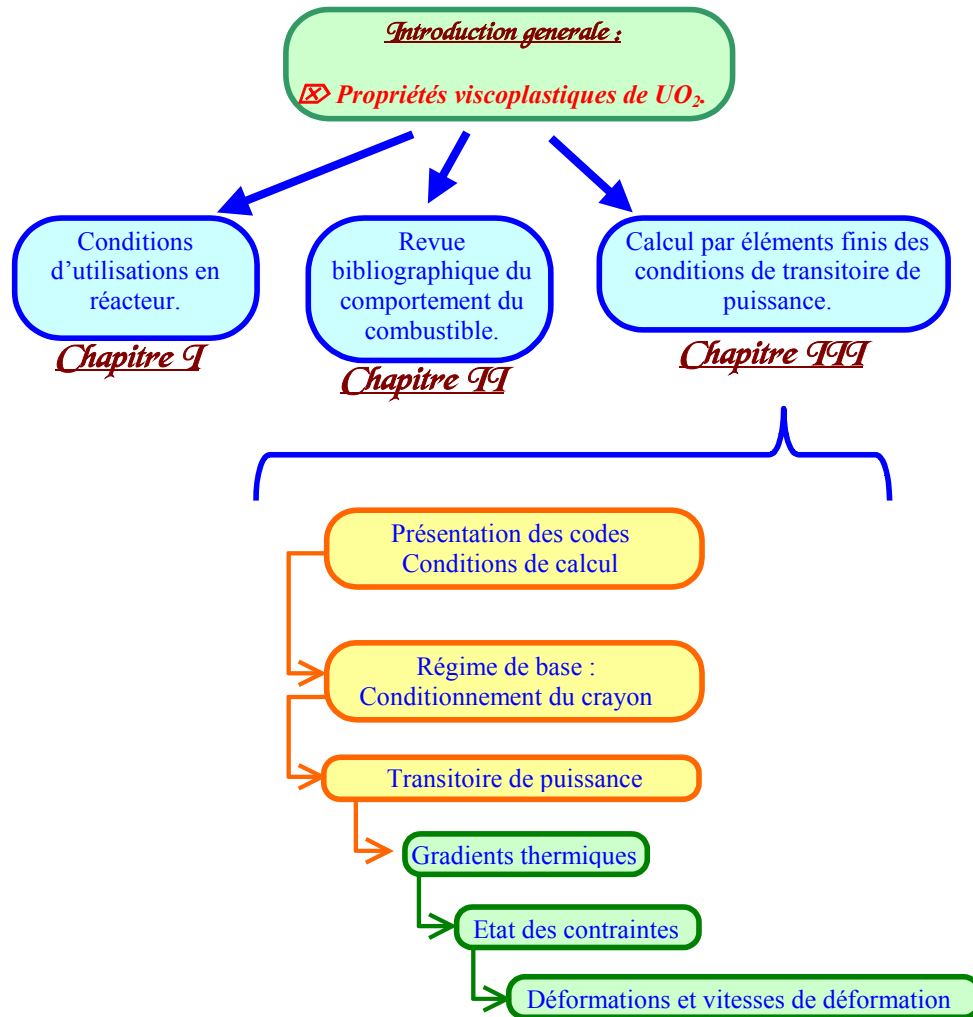 Introduction generale :
Propriétés viscoplastiques de UO₂.
Conditions
d’utilisations en
réacteur.
Chapitre I
Revue
bibliographique du
comportement du
combustible.
Chapitre II
Calcul par éléments finis des
conditions de transitoire de
puissance.
Chapitre III
Présentation des codes
Conditions de calcul
Régime de base :
Conditionnement du crayon
Transitoire de puissance
Gradients thermiques
Etat des contraintes
Déformations et vitesses de déformation